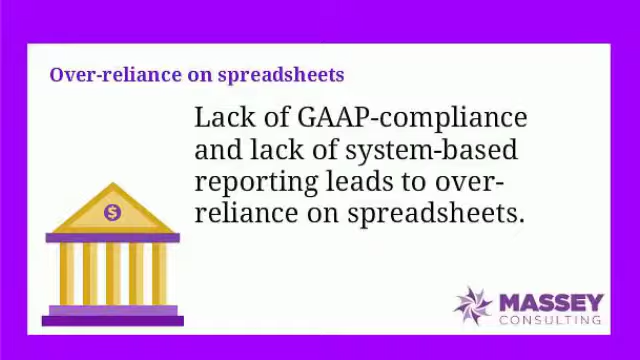 Over-reliance on spreadsheets
Lack of GAAP-compliance
and lack of system-based
reporting leads to over-
reliance on spreadsheets.
$
MASSEY
CONSULTING